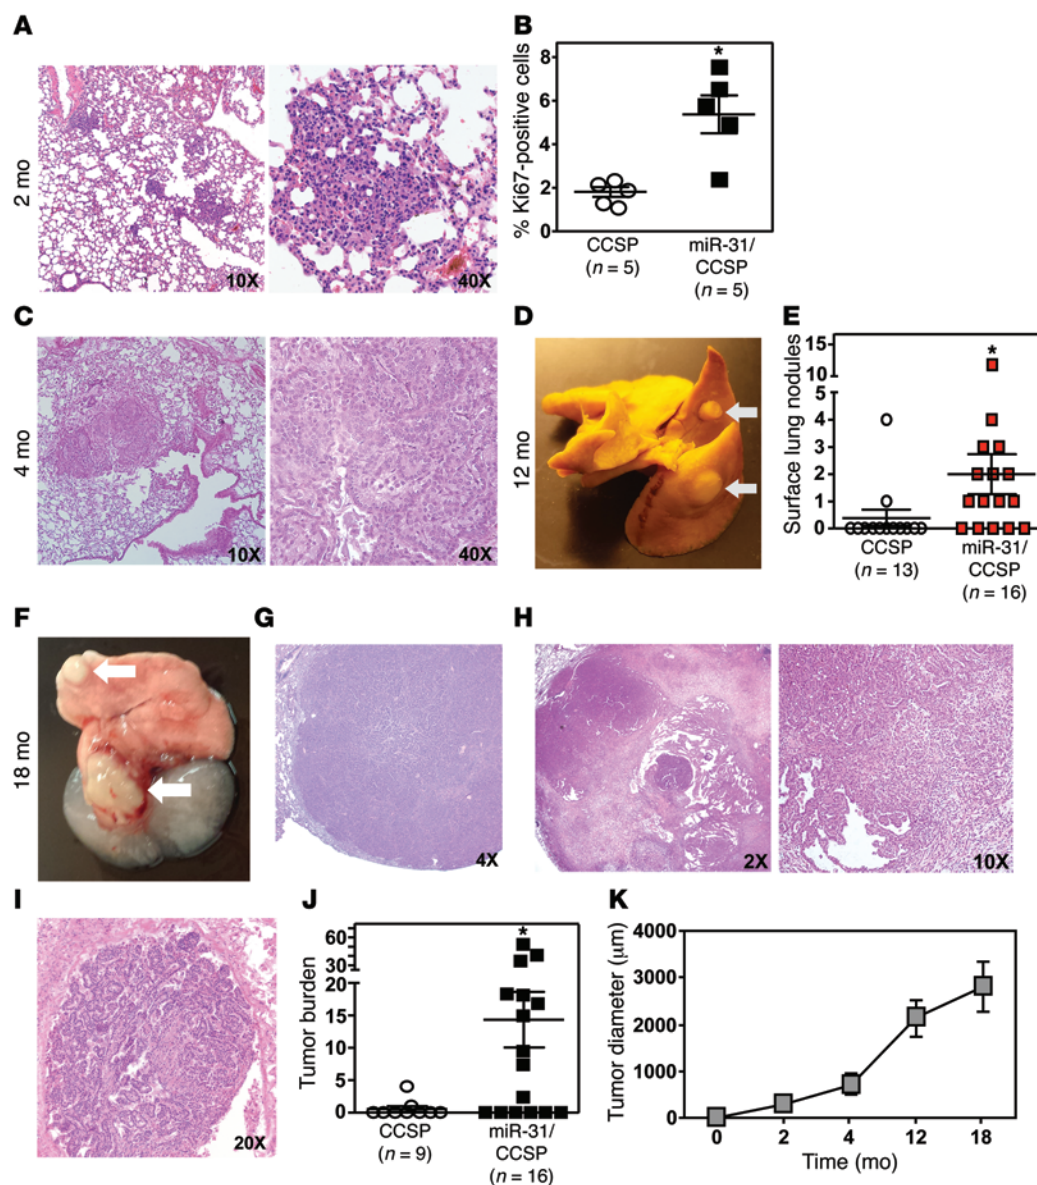 A
2 mo
10X
40X
B
% Ki67-positive cells
8
6
4
2
0
*
CCSP
(n = 5)
miR-31/
CCSP
(n = 5)
C
4 mo
10X
40X
D
12 mo
E
Surface lung nodules
15
10
5
4
3
2
1
0
*
CCSP
(n = 13)
miR-31/
CCSP
(n = 16)
F
18 mo
G
4X
H
2X
10X
I
20X
J
Tumor burden
60
30
20
15
10
5
0
*
CCSP
(n = 9)
miR-31/
CCSP
(n = 16)
K
Tumor diameter (µm)
4000
3000
2000
1000
0
0 2 4 12 18
Time (mo)